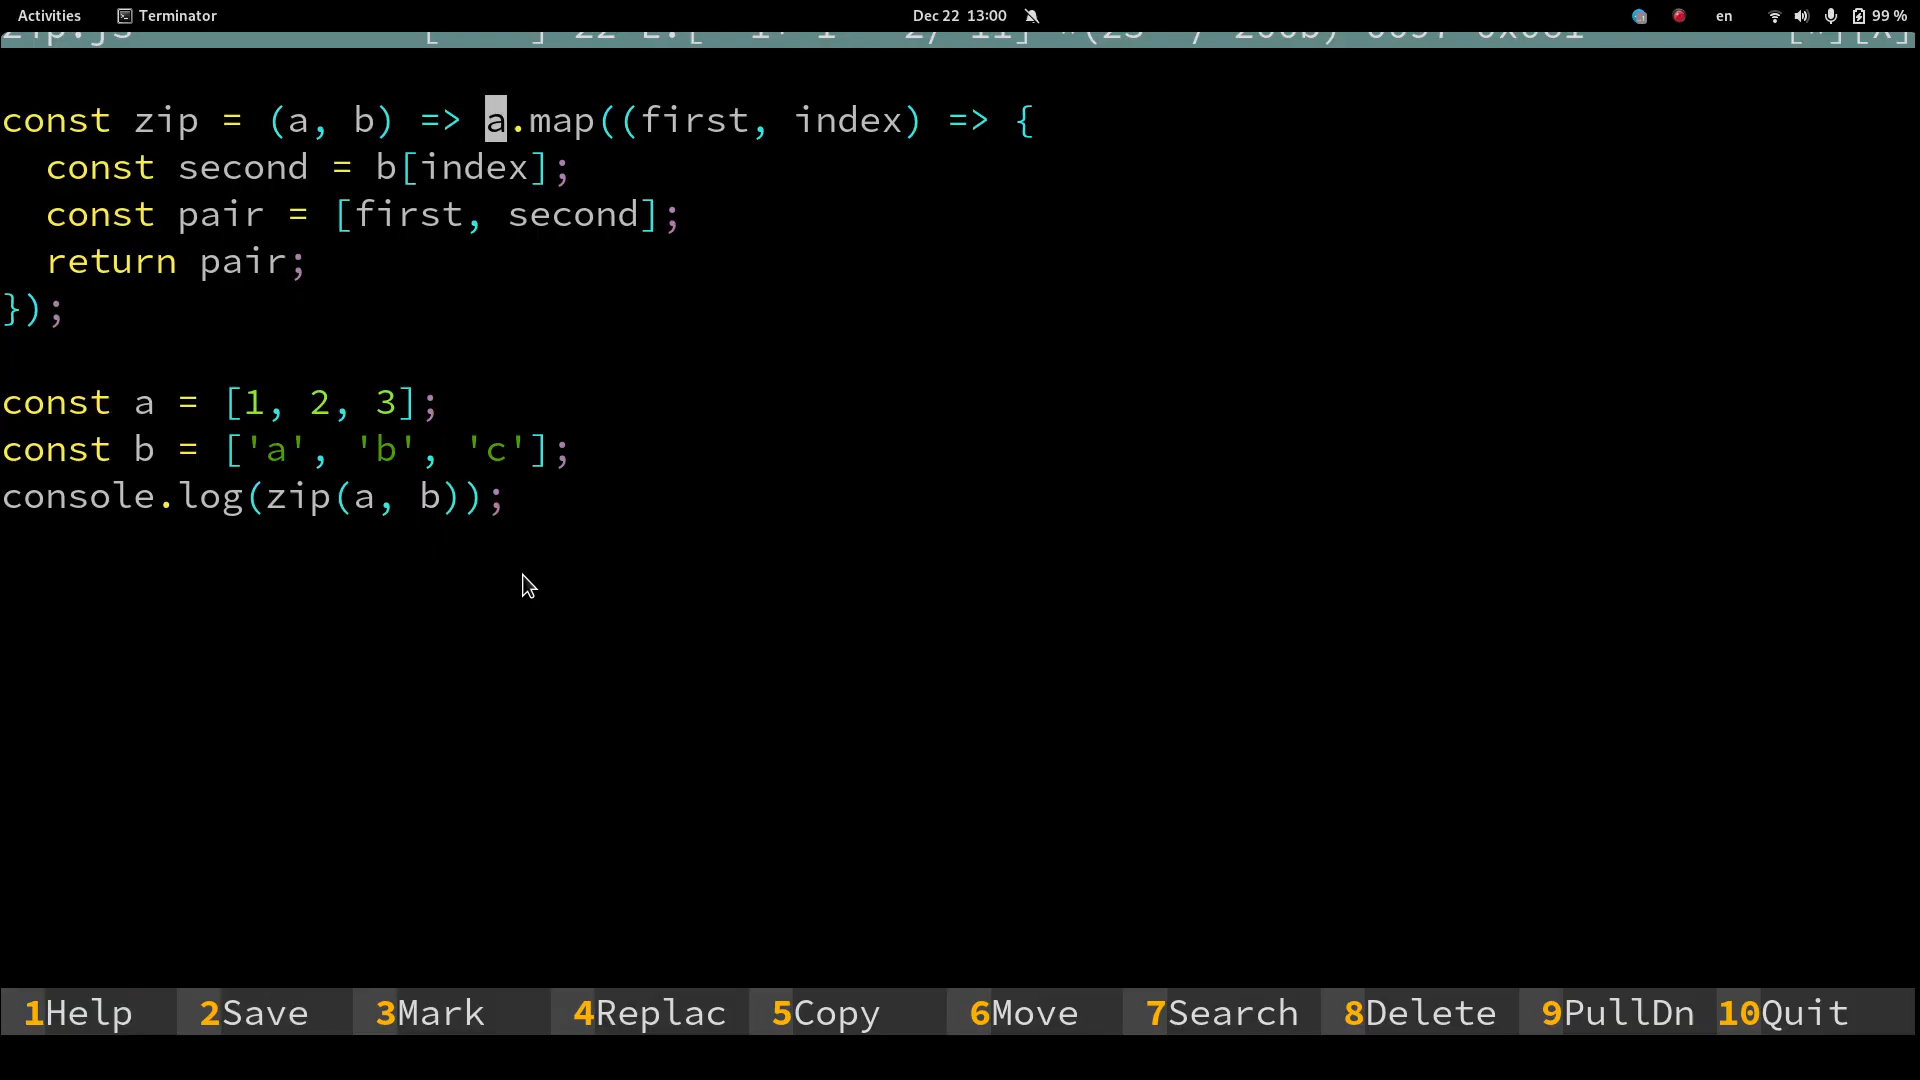 Activities Terminator Dec 22 13:00 en 99 %
zip.js
const zip = (a, b) => a.map((first, index) => {
  const second = b[index];
  const pair = [first, second];
  return pair;
});
const a = [1, 2, 3];
const b = ['a', 'b', 'c'];
console.log(zip(a, b));
1Help 2Save 3Mark 4Replac 5Copy 6Move 7Search 8Delete 9PullDn 10Quit